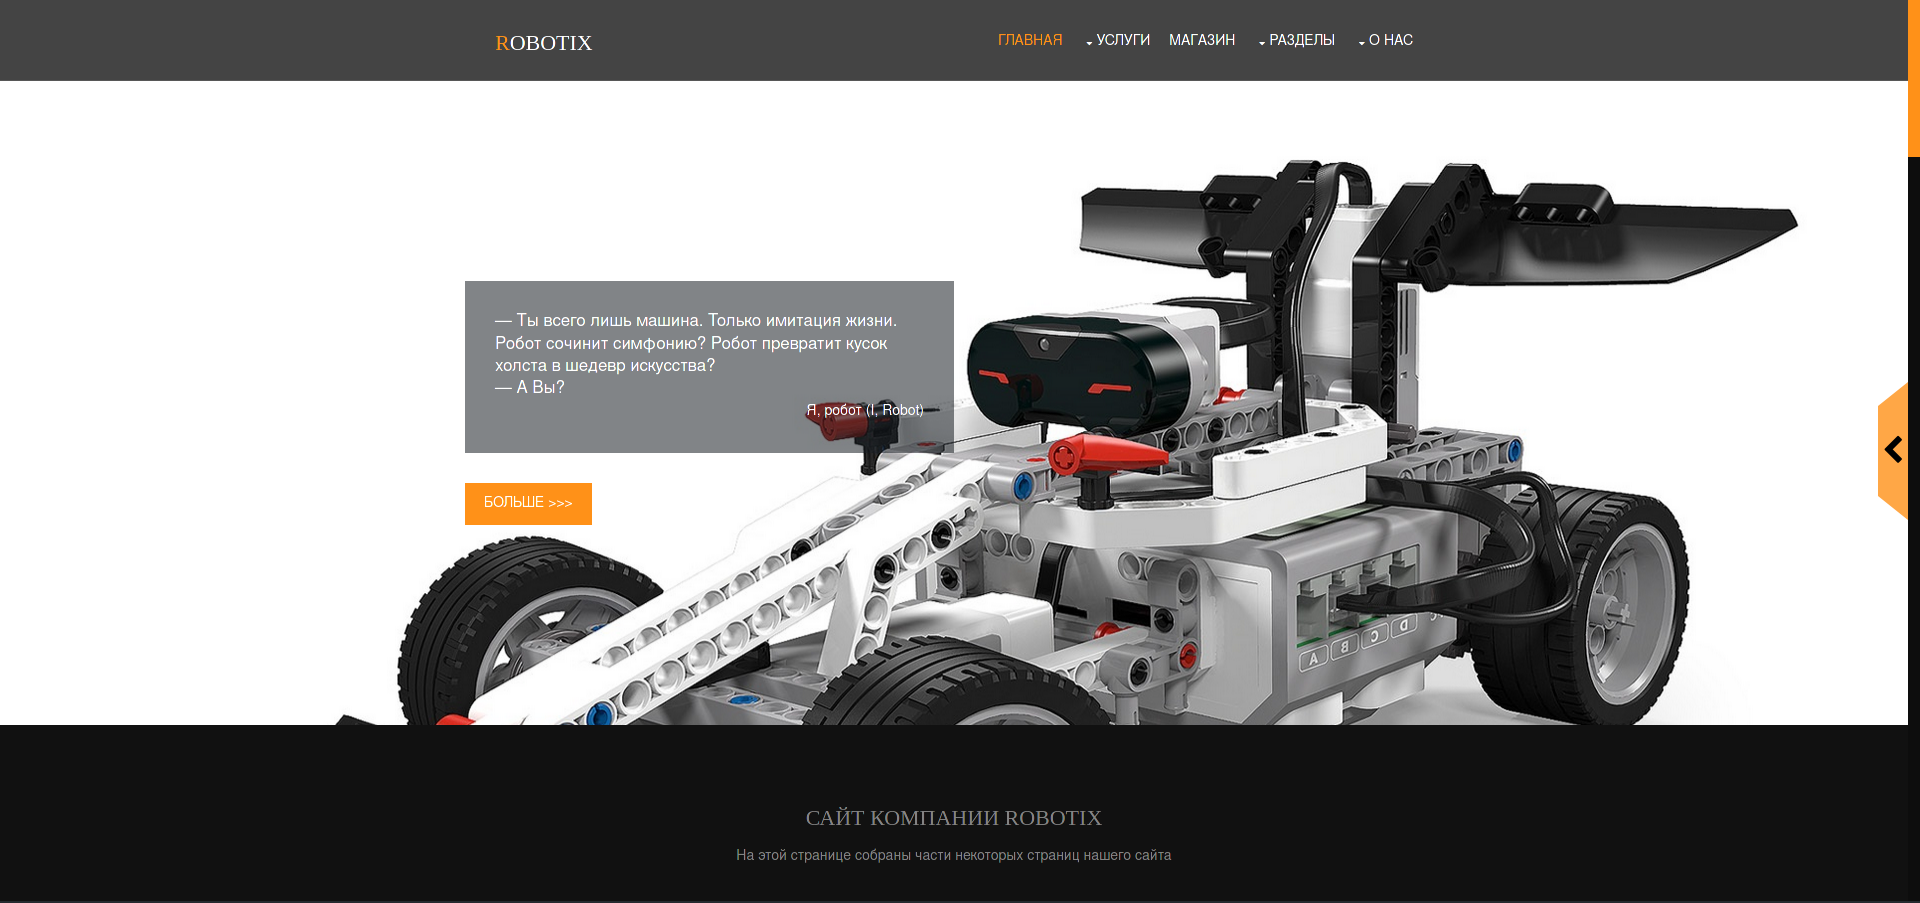 ROBOTIX
ГЛАВНАЯ УСЛУГИ МАГАЗИН РАЗДЕЛЫ О НАС
— Ты всего лишь машина. Только имитация жизни.
Робот сочинит симфонию? Робот превратит кусок
холста в шедевр искусства?
— А Вы?
Я, робот (I, Robot)
БОЛЬШЕ >>>
A B C D
САЙТ КОМПАНИИ ROBOTIX
На этой странице собраны части некоторых страниц нашего сайта